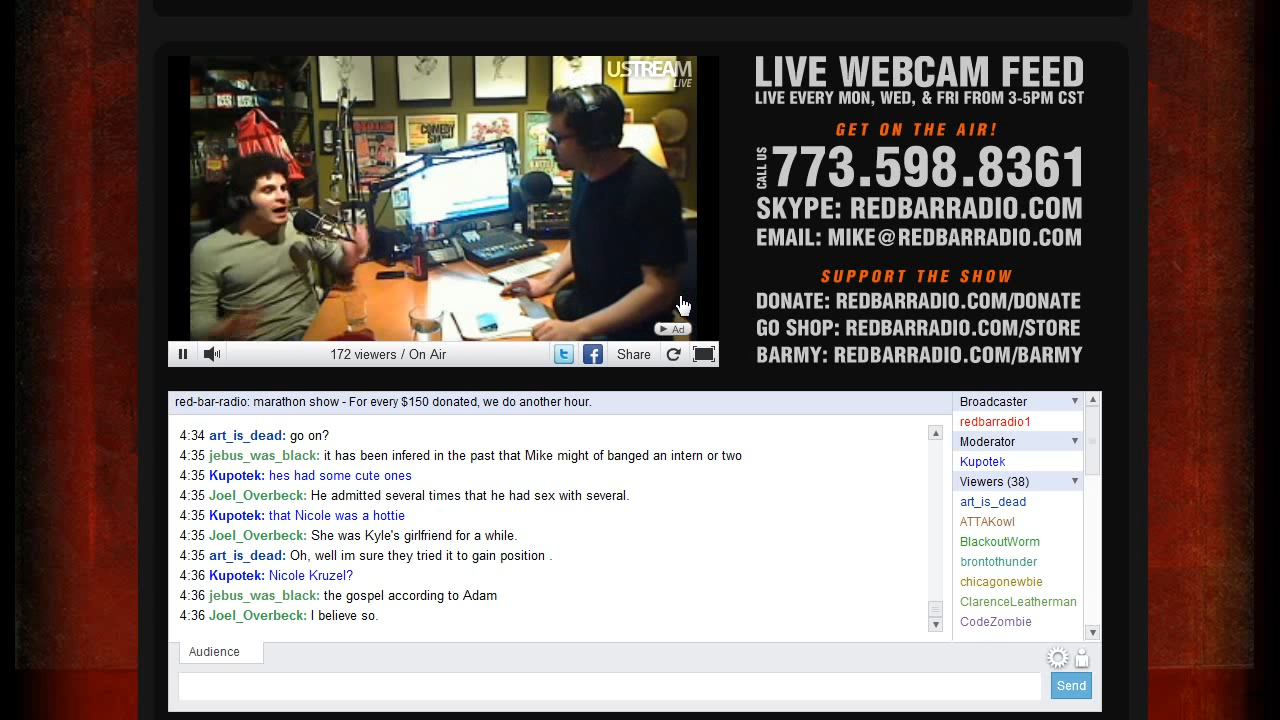 USTREAM
LIVE
COMEDY
SHOW
Ad
172 viewers / On Air
Share
LIVE WEBCAM FEED
LIVE EVERY MON, WED, & FRI FROM 3-5PM CST
GET ON THE AIR!
CALL US 773.598.8361
SKYPE: REDBARRADIO.COM
EMAIL: MIKE@REDBARRADIO.COM
SUPPORT THE SHOW
DONATE: REDBARRADIO.COM/DONATE
GO SHOP: REDBARRADIO.COM/STORE
BARMY: REDBARRADIO.COM/BARMY
red-bar-radio: marathon show - For every $150 donated, we do another hour.
4:34 art_is_dead: go on?
4:35 jebus_was_black: it has been infered in the past that Mike might of banged an intern or two
4:35 Kupotek: hes had some cute ones
4:35 Joel_Overbeck: He admitted several times that he had sex with several.
4:35 Kupotek: that Nicole was a hottie
4:35 Joel_Overbeck: She was Kyle's girlfriend for a while.
4:35 art_is_dead: Oh, well im sure they tried it to gain position .
4:36 Kupotek: Nicole Kruzel?
4:36 jebus_was_black: the gospel according to Adam
4:36 Joel_Overbeck: I believe so.
Broadcaster
redbarradio1
Moderator
Kupotek
Viewers (38)
art_is_dead
ATTAKowl
BlackoutWorm
brontothunder
chicagonewbie
ClarenceLeatherman
CodeZombie
Audience
Send